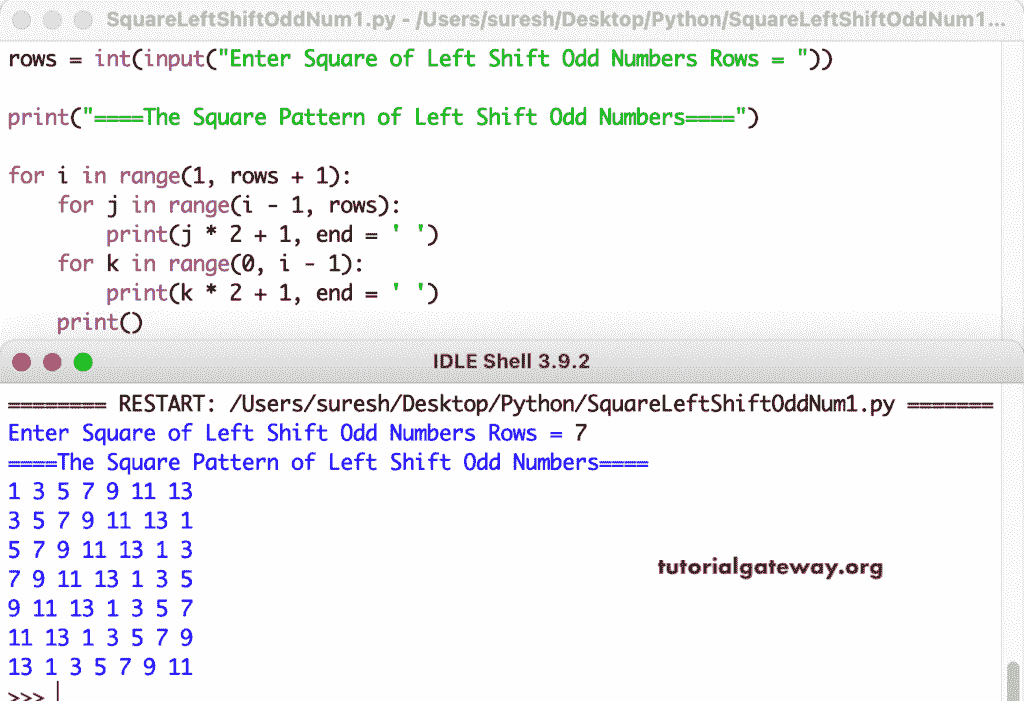 SquareLeftShiftOddNum1.py - /Users/suresh/Desktop/Python/SquareLeftShiftOddNum1...
rows = int(input("Enter Square of Left Shift Odd Numbers Rows = "))
print("====The Square Pattern of Left Shift Odd Numbers====")
for i in range(1, rows + 1):
    for j in range(i - 1, rows):
        print(j * 2 + 1, end = ' ')
    for k in range(0, i - 1):
        print(k * 2 + 1, end = ' ')
    print()
IDLE Shell 3.9.2
======== RESTART: /Users/suresh/Desktop/Python/SquareLeftShiftOddNum1.py =======
Enter Square of Left Shift Odd Numbers Rows = 7
====The Square Pattern of Left Shift Odd Numbers====
1 3 5 7 9 11 13
3 5 7 9 11 13 1
5 7 9 11 13 1 3
7 9 11 13 1 3 5
9 11 13 1 3 5 7
11 13 1 3 5 7 9
13 1 3 5 7 9 11
>>>
tutorialgateway.org